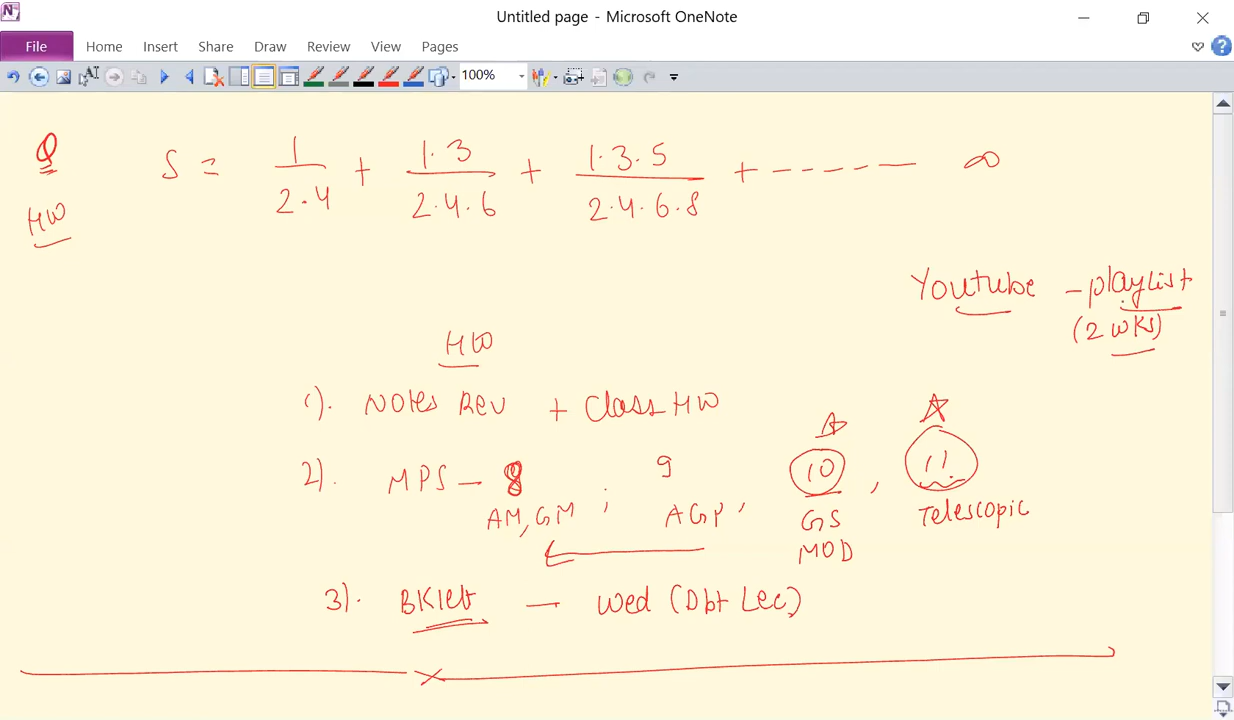 Untitled page - Microsoft OneNote
File Home Insert Share Draw Review View Pages
100%
Q S = 1/2·4 + 1·3/2·4·6 + 1·3·5/2·4·6·8 + ------ ∞
HW
Youtube - playlist
(2 WKS)
HW
1). Notes Rev + Class HW
2). MPS - 8 ; 9 , 10 , 11
AM, GM AGP GS Telescopic
MOD
3). BKlet — Wed (Dbt Lec)